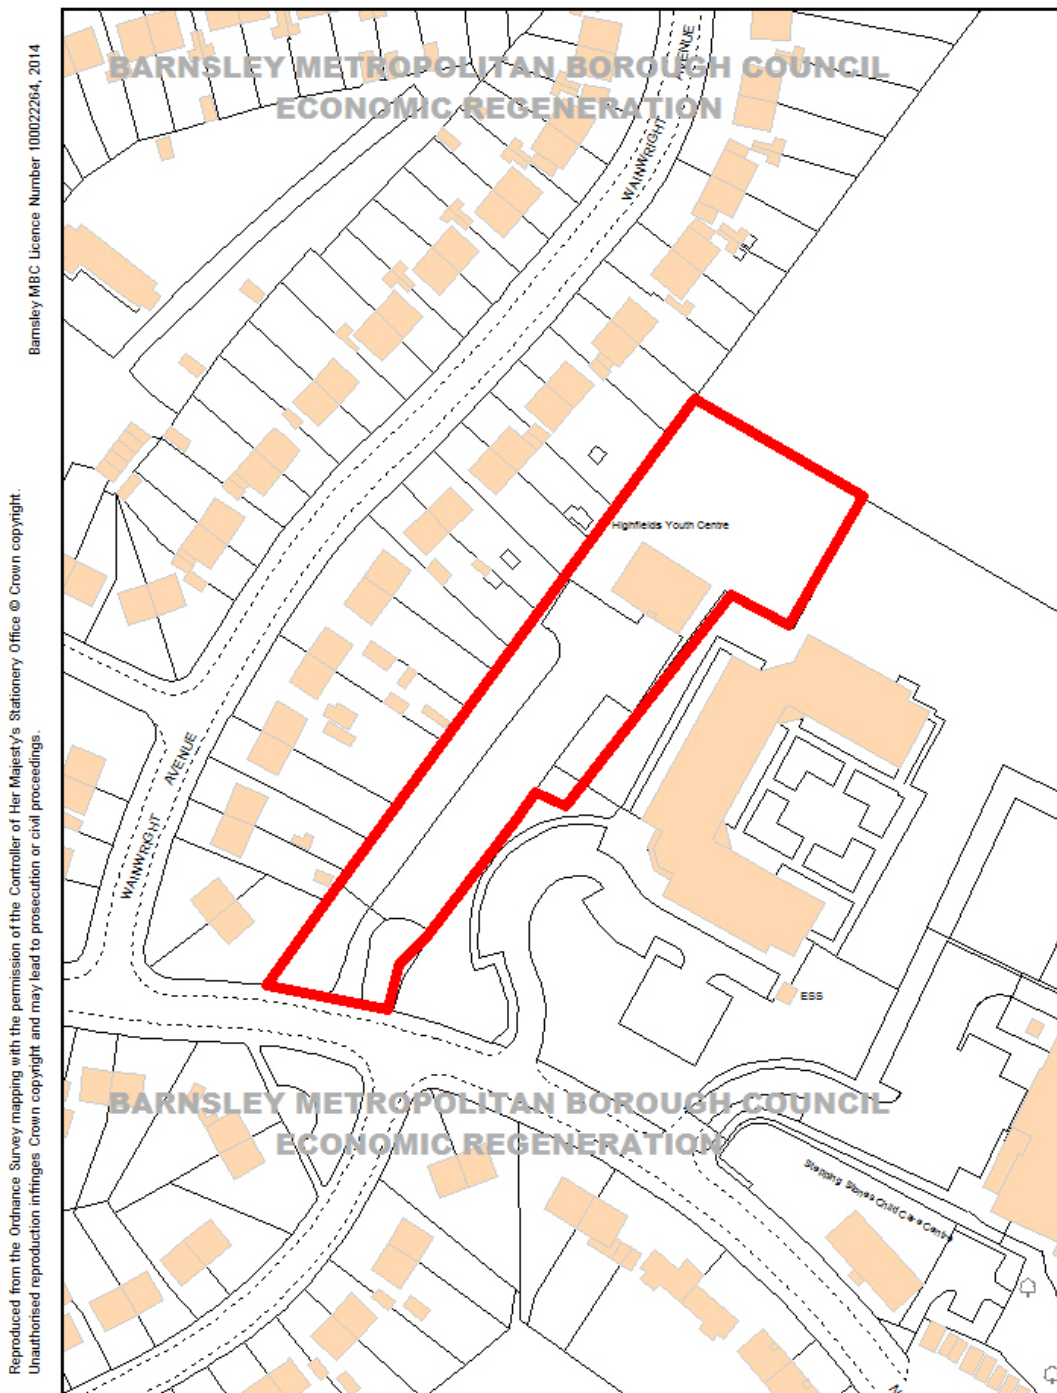 Reproduced from the Ordnance Survey mapping with the permission of the Controller of Her Majesty's Stationery Office © Crown copyright.
Unauthorised reproduction infringes Crown copyright and may lead to prosecution or civil proceedings.
Barnsley MBC Licence Number 100022264, 2014
BARNSLEY METROPOLITAN BOROUGH COUNCIL
ECONOMIC REGENERATION
WAINWRIGHT AVENUE
Highfields Youth Centre
WAINWRIGHT AVENUE
ESS
BARNSLEY METROPOLITAN BOROUGH COUNCIL
ECONOMIC REGENERATION
Stepping Stones Child Care Centre